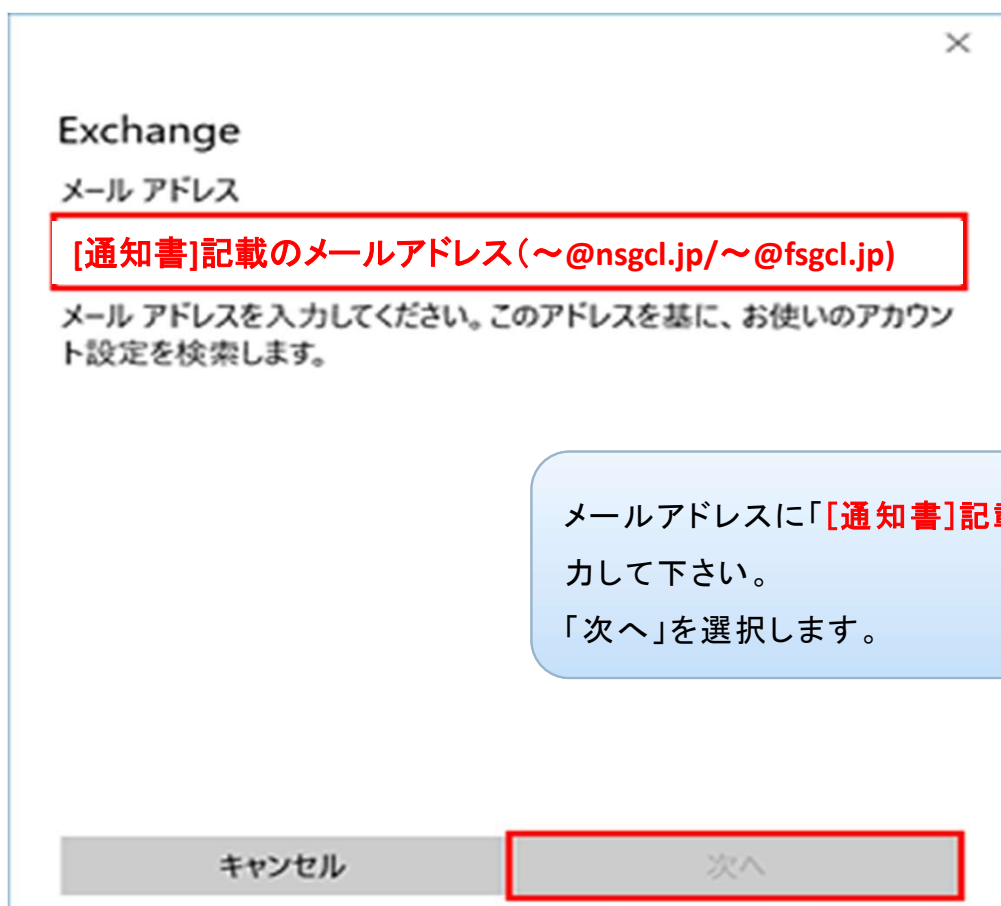 Exchange
メール アドレス
[通知書]記載のメールアドレス(～@nsgcl.jp/～@fsgcl.jp)
メール アドレスを入力してください。このアドレスを基に、お使いのアカウン
ト設定を検索します。
メールアドレスに「[通知書]記
力して下さい。
「次へ」を選択します。
キャンセル
次へ